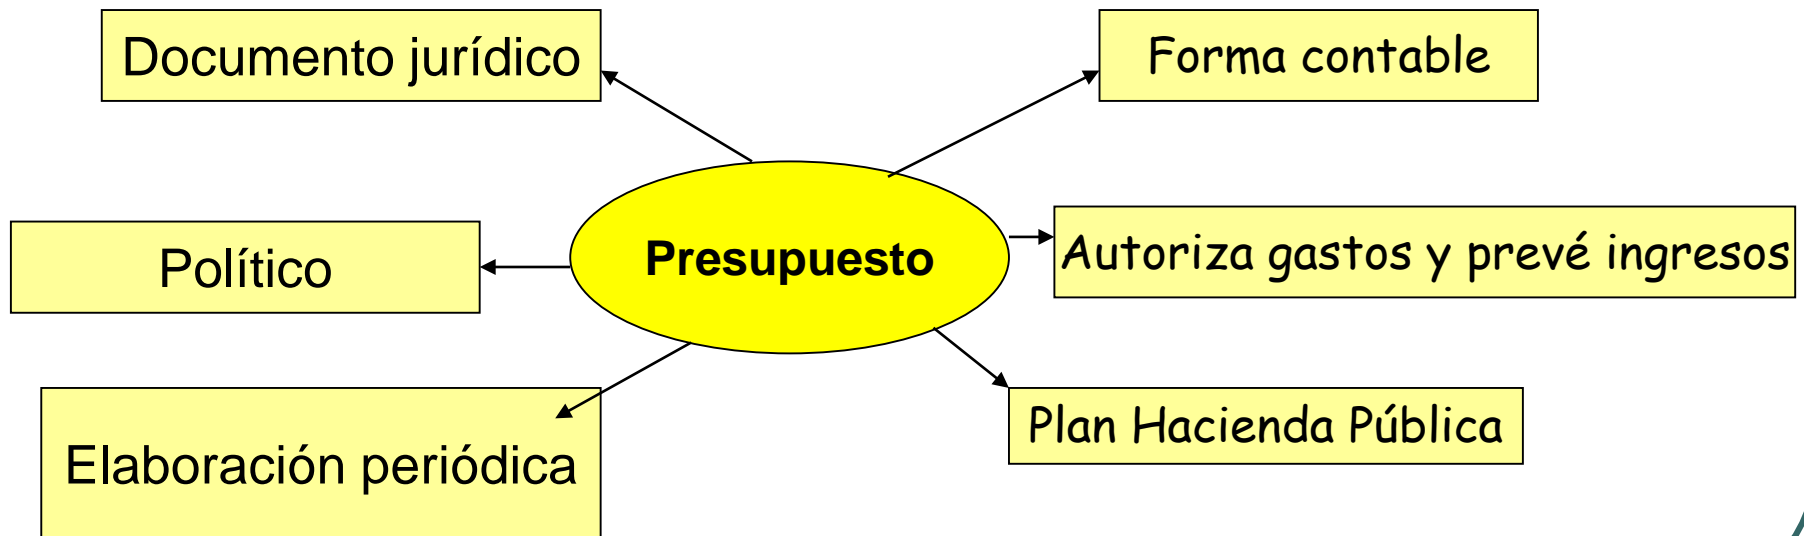 Documento jurídico
Forma contable
Político
Presupuesto
Autoriza gastos y prevé ingresos
Elaboración periódica
Plan Hacienda Pública